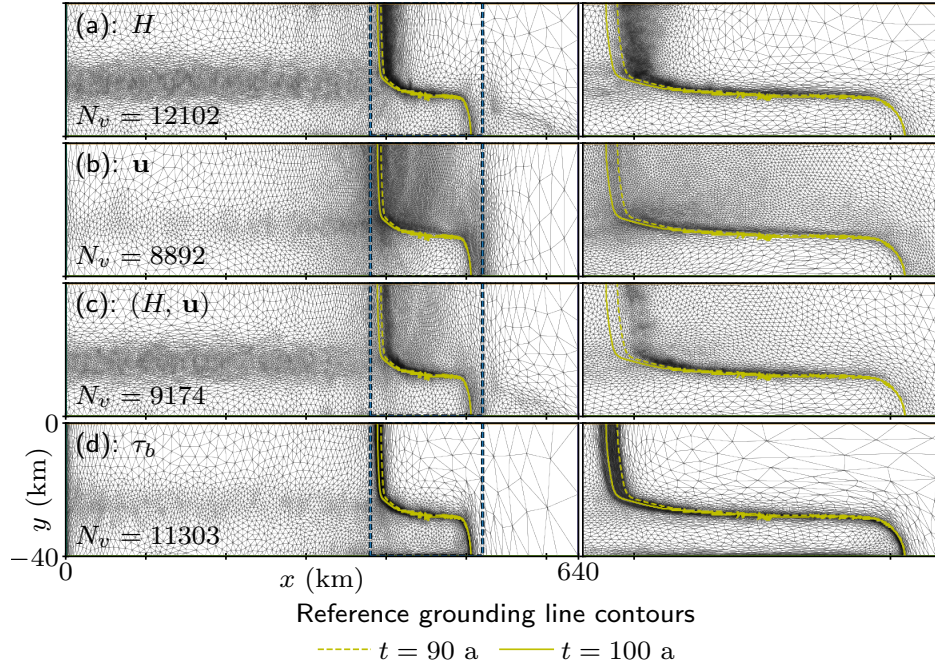 (a): H
N_v = 12102
(b): u
N_v = 8892
(c): (H, u)
N_v = 9174
0
(d): τ_b
y (km)
N_v = 11303
−40
0
x (km)
640
Reference grounding line contours
t = 90 a
t = 100 a